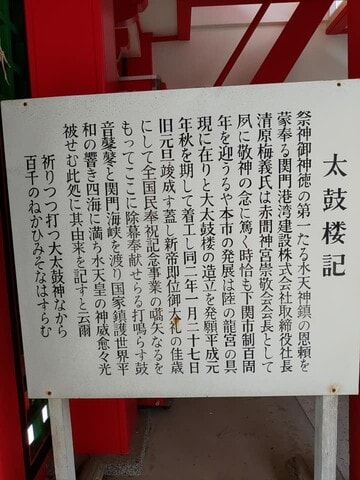 太鼓楼記
祭神御神徳の第一たる水天神鎮の恩頼を
蒙奉る関門港湾建設株式会社取締役社長
清原梅義氏は赤間神宮崇敬会会長として
夙に敬神の念に篤く時恰も下関市制百周
年を迎うるや本市の発展は陸の龍宮の具
現に在りと大太鼓楼の造立を発願平成元
年秋を期して着工し同二年一月二十七日
旧元旦竣成す蓋し新帝即位御大礼の佳歳
にして全国民奉祝記念事業の嚆矢なるを
もってここに除幕奉献せらる打鳴らす鼓
音鼕鼕と関門海峡を渡り国家鎮護世界平
和の響き四海に満ち水天皇の神威愈々光
被せむ此処に其由来を記すと云爾
祈りつつ打つ大太鼓神ながら
百千のねがひみそなはすらむ